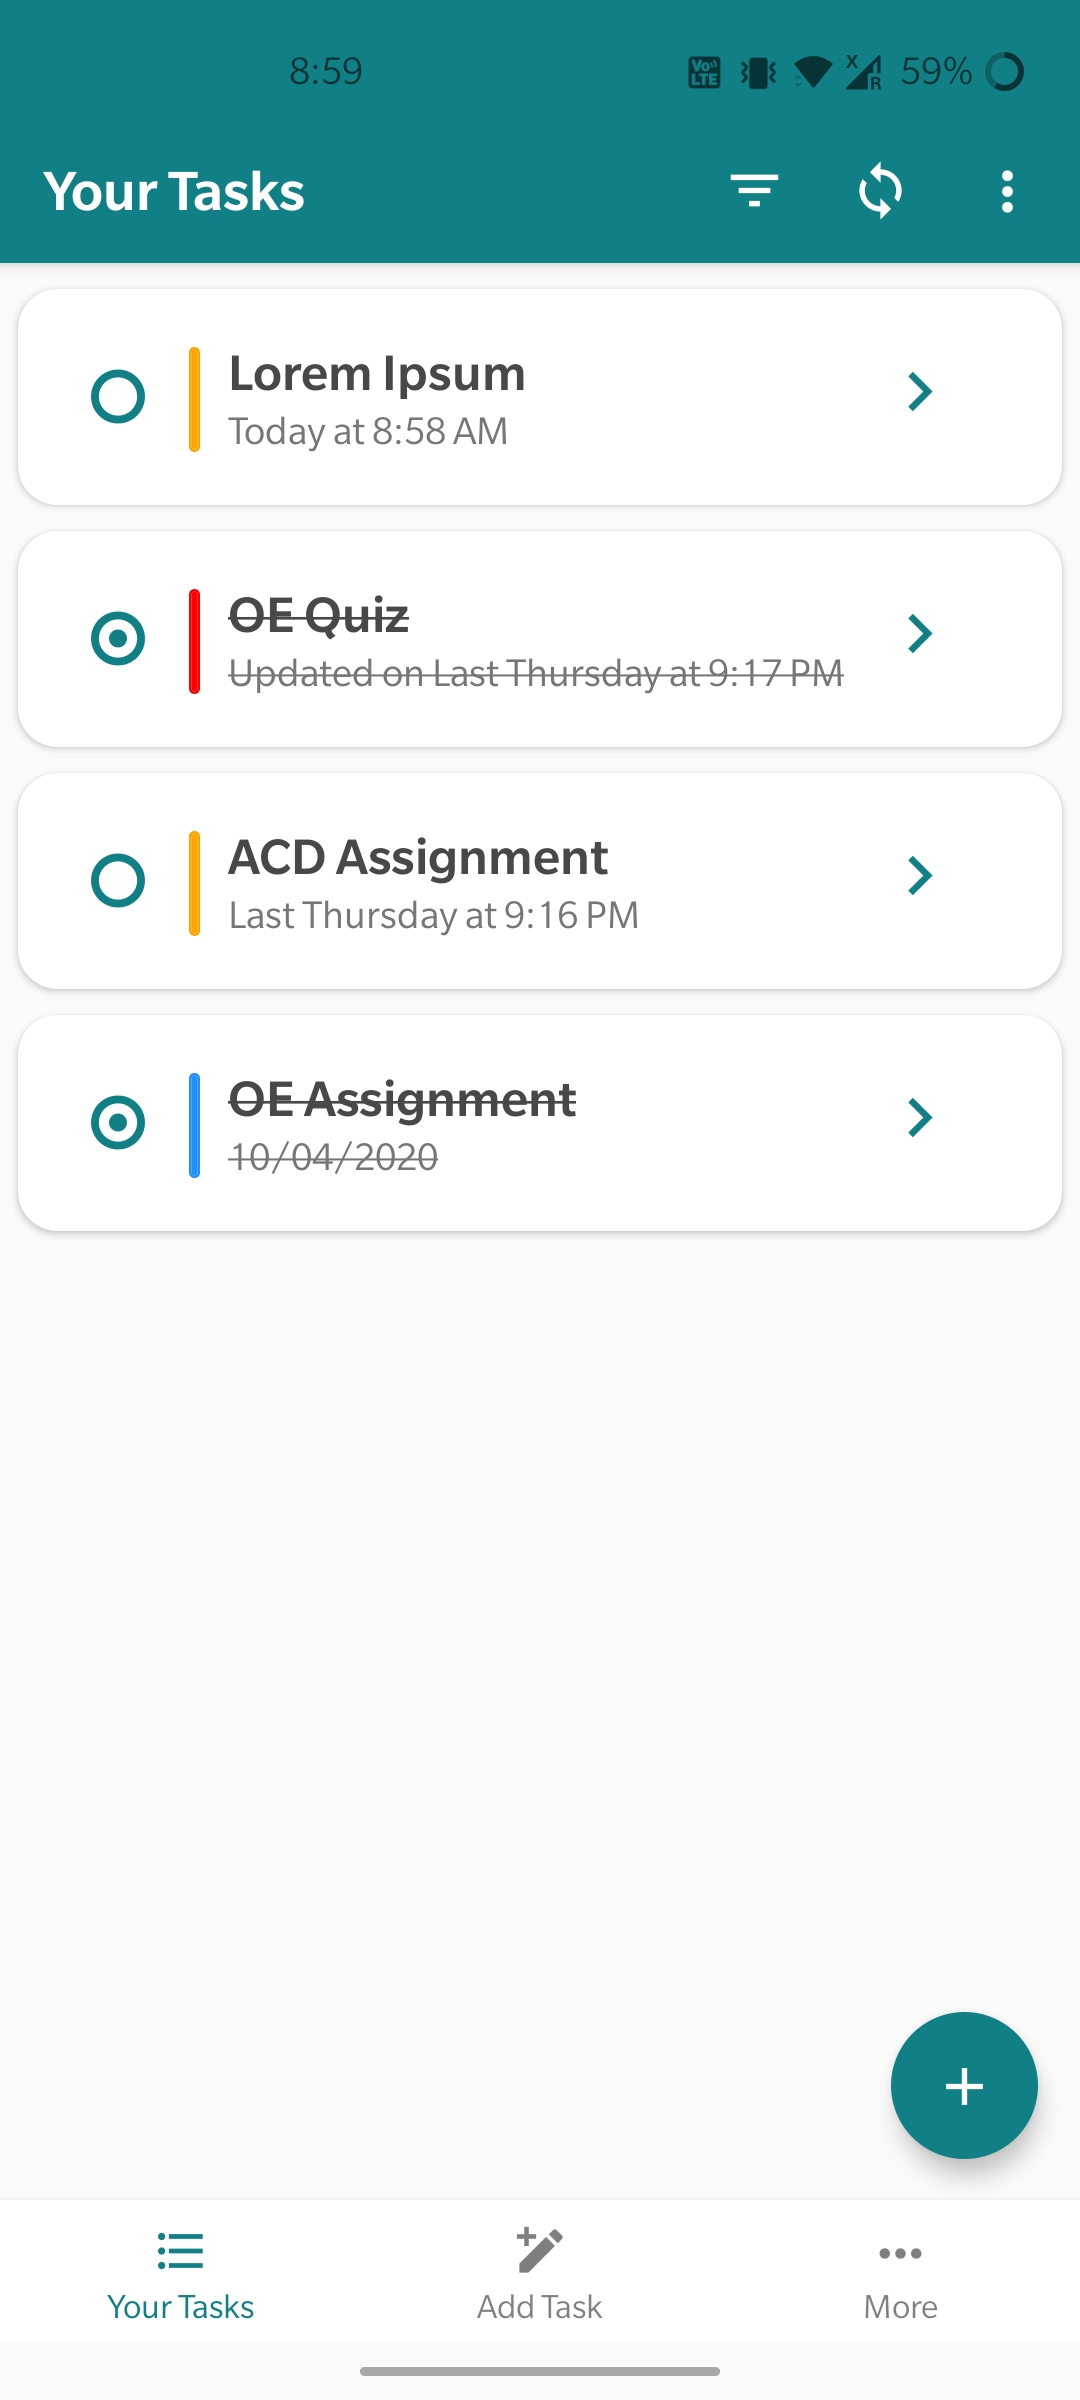 8:59 Vo LTE X R 59%
Your Tasks
Lorem Ipsum
Today at 8:58 AM
OE Quiz
Updated on Last Thursday at 9:17 PM
ACD Assignment
Last Thursday at 9:16 PM
OE Assignment
10/04/2020
Your Tasks Add Task More